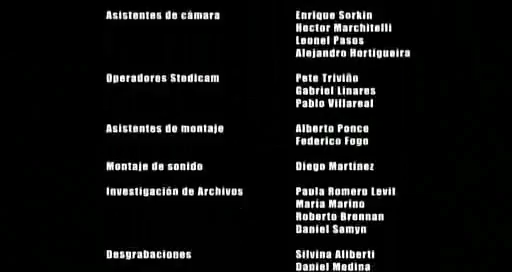 Asistentes de cámara Enrique Sorkin
Hector Marchitelli
Leonel Pasos
Alejandro Hortigueira
Operadores Stedicam Pete Triviño
Gabriel Linares
Pablo Villareal
Asistentes de montaje Alberto Ponce
Federico Fogo
Montaje de sonido Diego Martínez
Investigación de Archivos Paula Romero Levit
María Marino
Roberto Brennan
Daniel Samyn
Desgrabaciones Silvina Aliberti
Daniel Medina